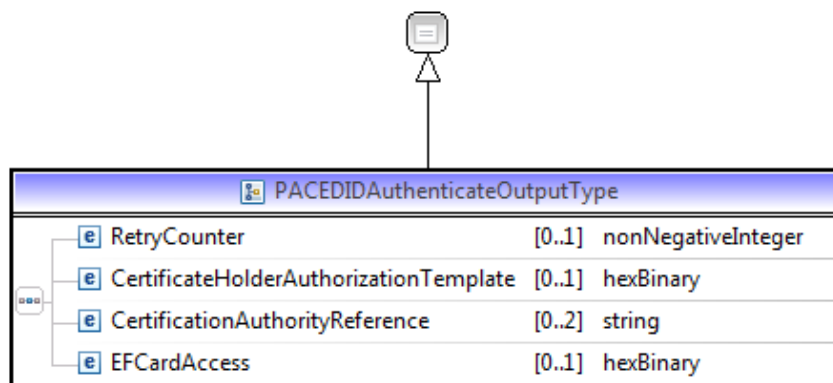 PACEDIDAuthenticateOutputType
e RetryCounter [0..1] nonNegativeInteger
e CertificateHolderAuthorizationTemplate [0..1] hexBinary
e CertificationAuthorityReference [0..2] string
e EFCardAccess [0..1] hexBinary